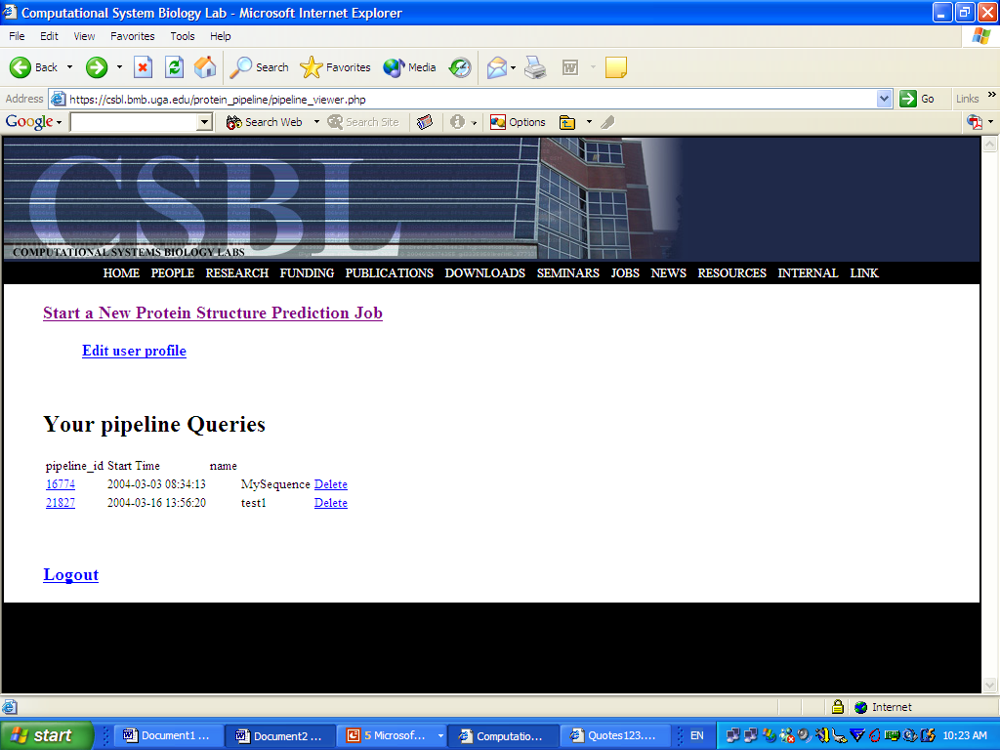 Computational System Biology Lab - Microsoft Internet Explorer
File Edit View Favorites Tools Help
Back Search Favorites Media
Address https://csbl.bmb.uga.edu/protein_pipeline/pipeline_viewer.php Go Links »
Google Search Web Search Site Options
CSBL
COMPUTATIONAL SYSTEMS BIOLOGY LABS
HOME PEOPLE RESEARCH FUNDING PUBLICATIONS DOWNLOADS SEMINARS JOBS NEWS RESOURCES INTERNAL LINK
Start a New Protein Structure Prediction Job
Edit user profile
Your pipeline Queries
pipeline_id Start Time name
16774 2004-03-03 08:34:13 MySequence Delete
21827 2004-03-16 13:56:20 test1 Delete
Logout
Internet
start Document1 ... Document2 ... 5 Microsof... Computatio... Quotes123.... EN 10:23 AM